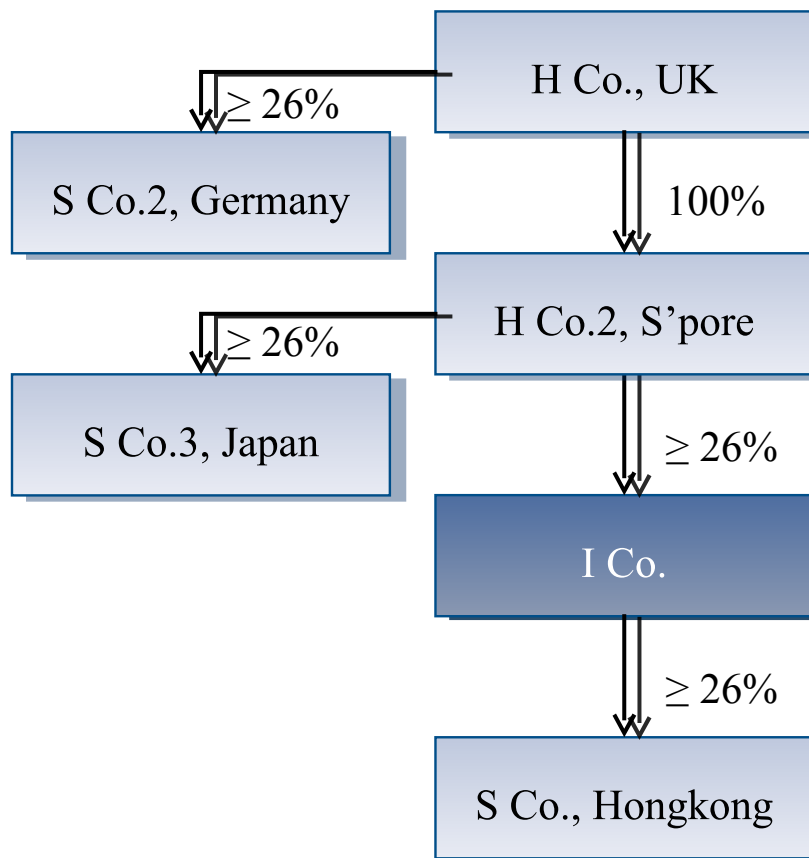 H Co., UK
≥ 26%
S Co.2, Germany
100%
H Co.2, S’pore
≥ 26%
S Co.3, Japan
≥ 26%
I Co.
≥ 26%
S Co., Hongkong